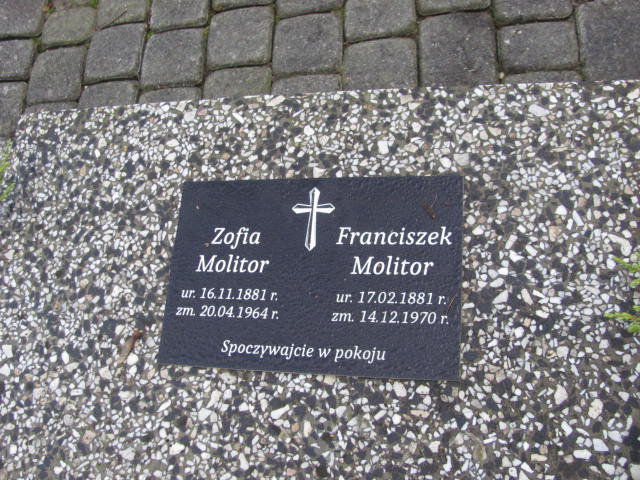 Zofia
Molitor
ur. 16.11.1881 r.
zm. 20.04.1964 r.
Franciszek
Molitor
ur. 17.02.1881 r.
zm. 14.12.1970 r.
Spoczywajcie w pokoju